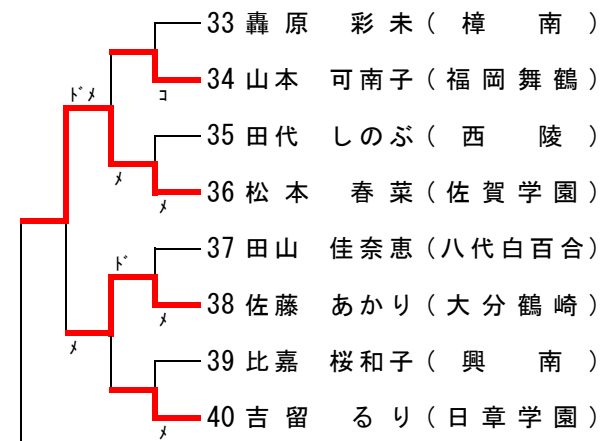 33 轟原 彩未（樟南）
34 山本 可南子（福岡舞鶴）
ド メ
コ
35 田代 しのぶ（西陵）
メ
36 松本 春菜（佐賀学園）
メ
37 田山 佳奈恵（八代白百合）
ド
38 佐藤 あかり（大分鶴崎）
メ
メ
39 比嘉 桜和子（興南）
40 吉留 るり（日章学園）
メ